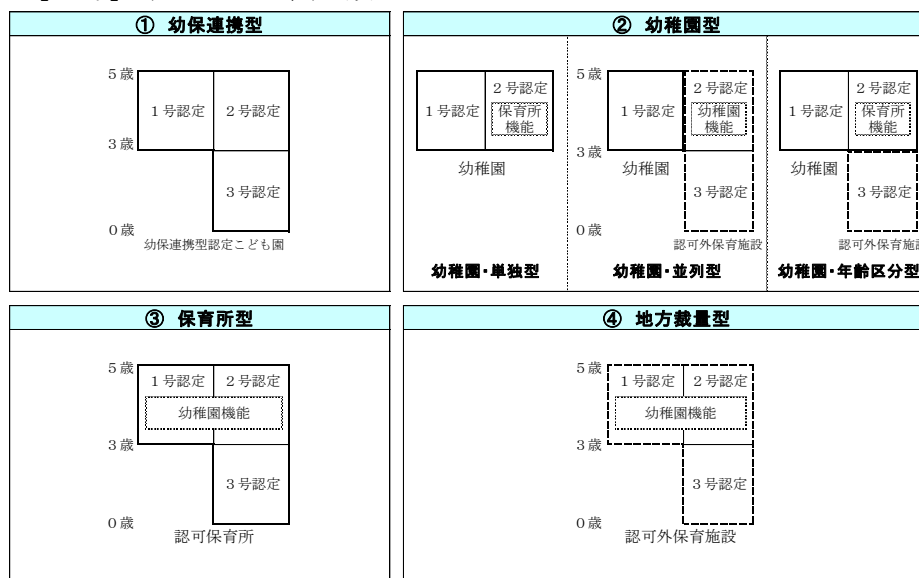 ① 幼保連携型
5歳
1号認定 2号認定
3歳
3号認定
0歳
幼保連携型認定こども園
② 幼稚園型
2号認定
1号認定 保育所
機能
幼稚園
幼稚園・単独型
5歳
2号認定
1号認定 幼稚園
機能
3歳
幼稚園
3号認定
0歳
認可外保育施設
幼稚園・並列型
2号認定
1号認定 保育所
機能
幼稚園
3号認定
認可外保育施設
幼稚園・年齢区分型
③ 保育所型
5歳
1号認定 2号認定
幼稚園機能
3歳
3号認定
0歳
認可保育所
④ 地方裁量型
5歳
1号認定 2号認定
幼稚園機能
3歳
3号認定
0歳
認可外保育施設